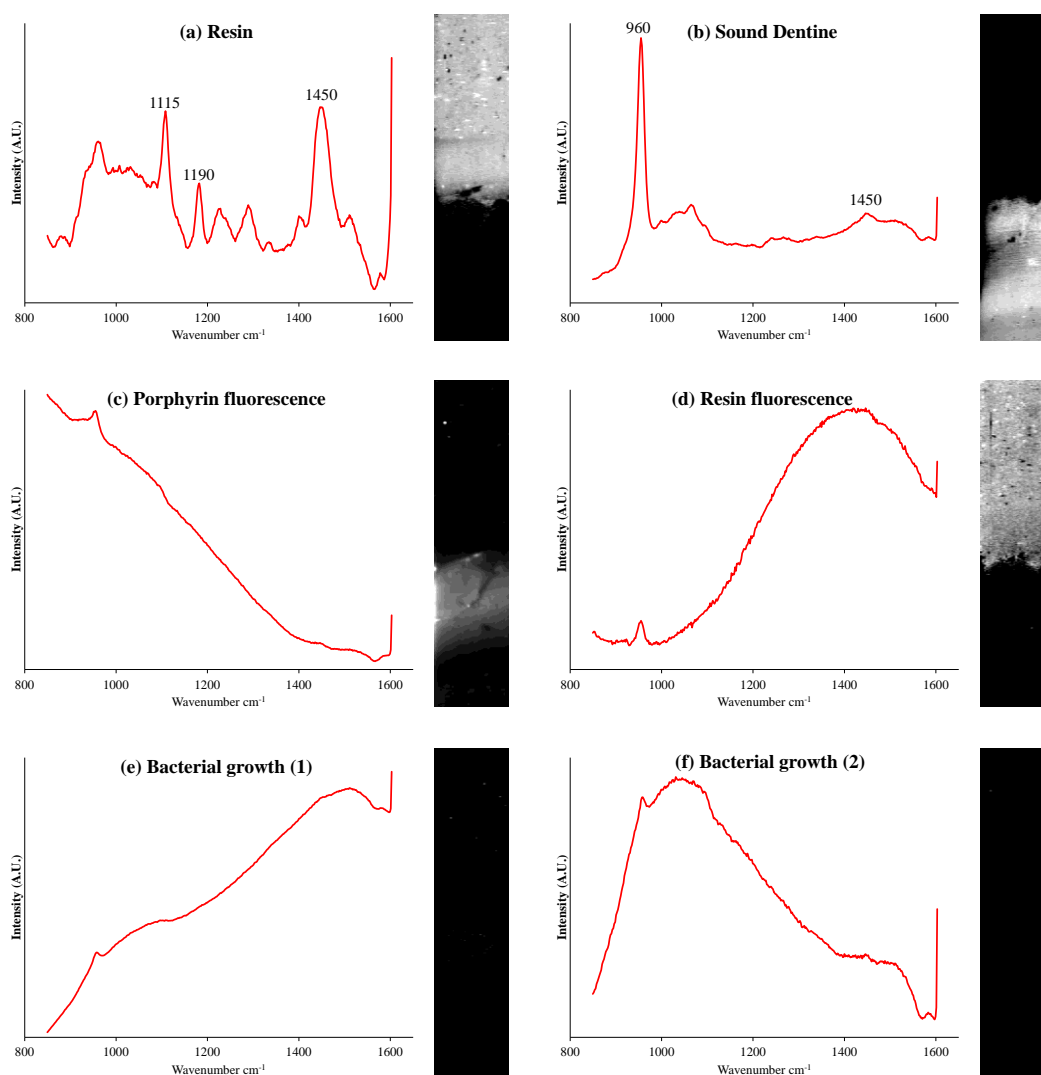 (a) Resin
1115
1190
1450
Intensity (A.U.)
800 1000 1200 1400 1600
Wavenumber cm-1
(b) Sound Dentine
960
1450
Intensity (A.U.)
800 1000 1200 1400 1600
Wavenumber cm-1
(c) Porphyrin fluorescence
Intensity (A.U.)
800 1000 1200 1400 1600
Wavenumber cm-1
(d) Resin fluorescence
Intensity (A.U.)
800 1000 1200 1400 1600
Wavenumber cm-1
(e) Bacterial growth (1)
Intensity (A.U.)
800 1000 1200 1400 1600
Wavenumber cm-1
(f) Bacterial growth (2)
Intensity (A.U.)
800 1000 1200 1400 1600
Wavenumber cm-1